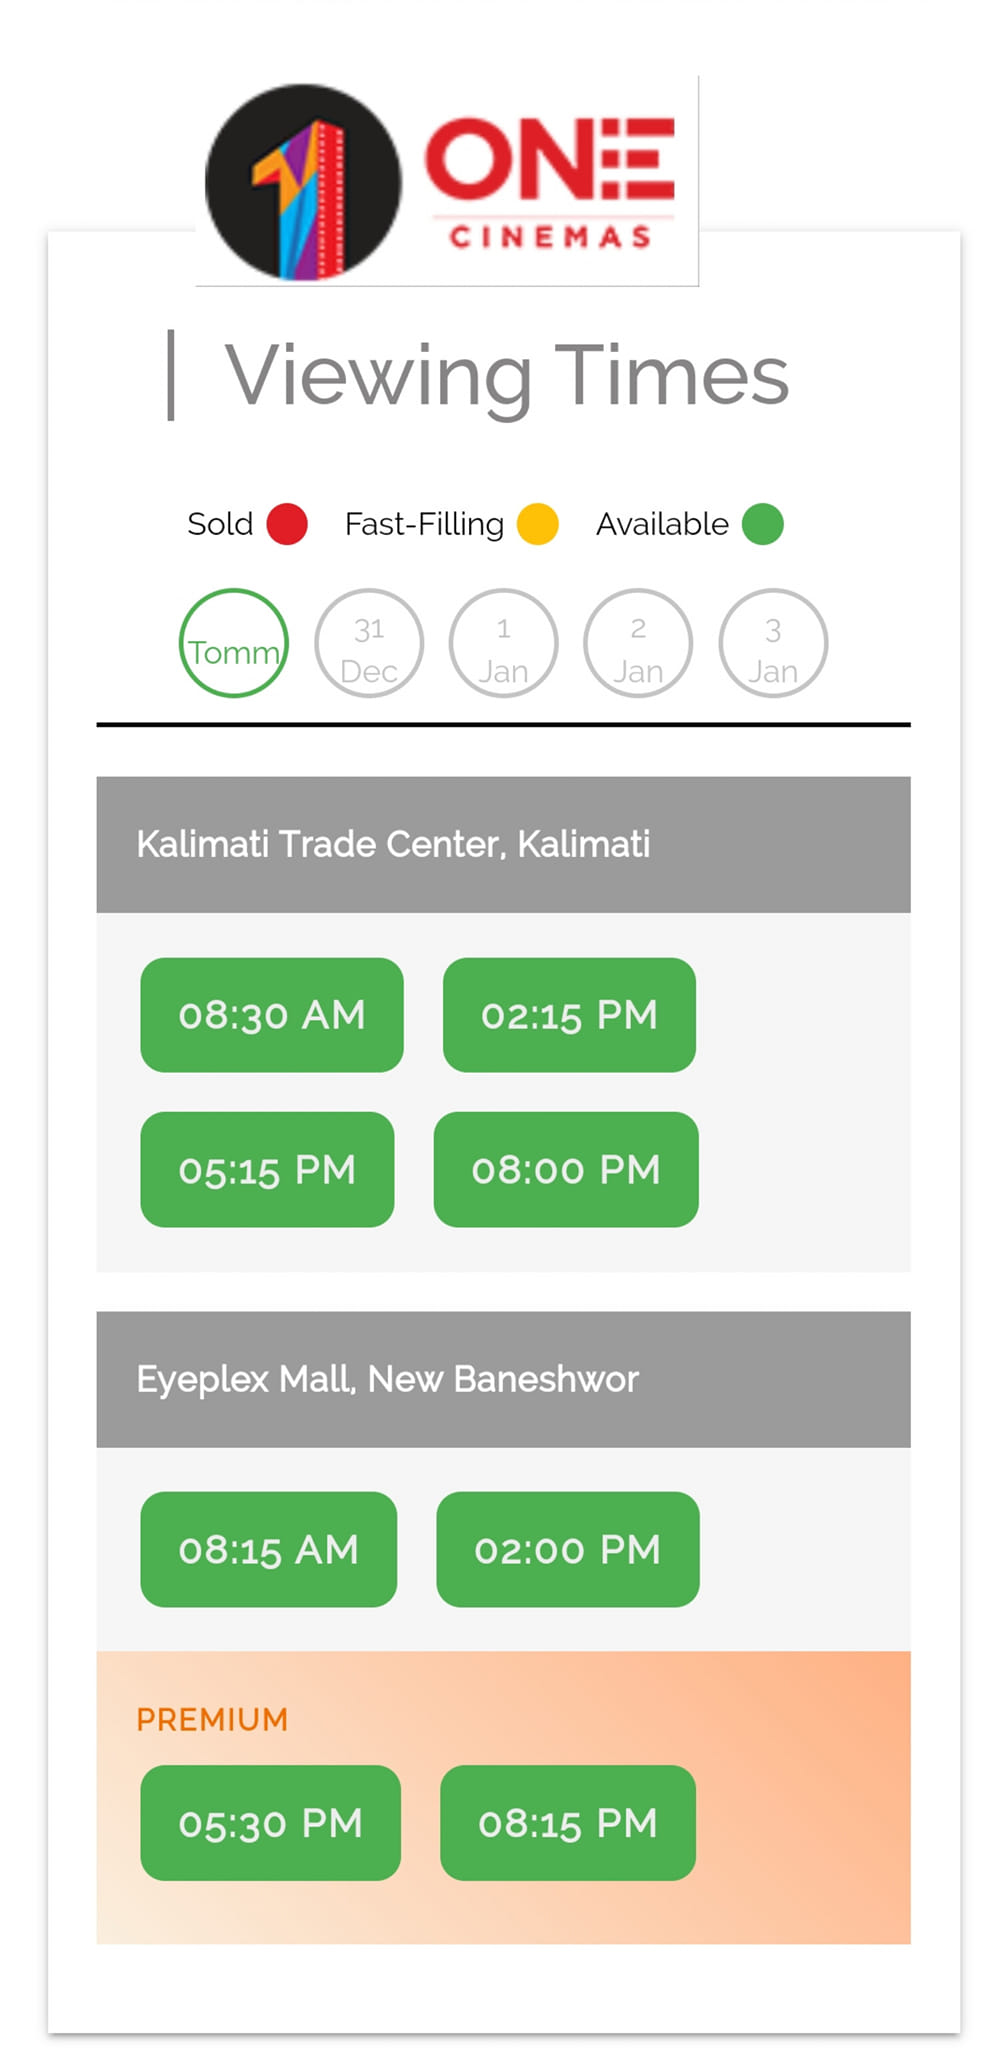 ONE
CINEMAS
Viewing Times
Sold Fast-Filling Available
Tomm
31
Dec
1
Jan
2
Jan
3
Jan
Kalimati Trade Center, Kalimati
08:30 AM 02:15 PM
05:15 PM 08:00 PM
Eyeplex Mall, New Baneshwor
08:15 AM 02:00 PM
PREMIUM
05:30 PM 08:15 PM